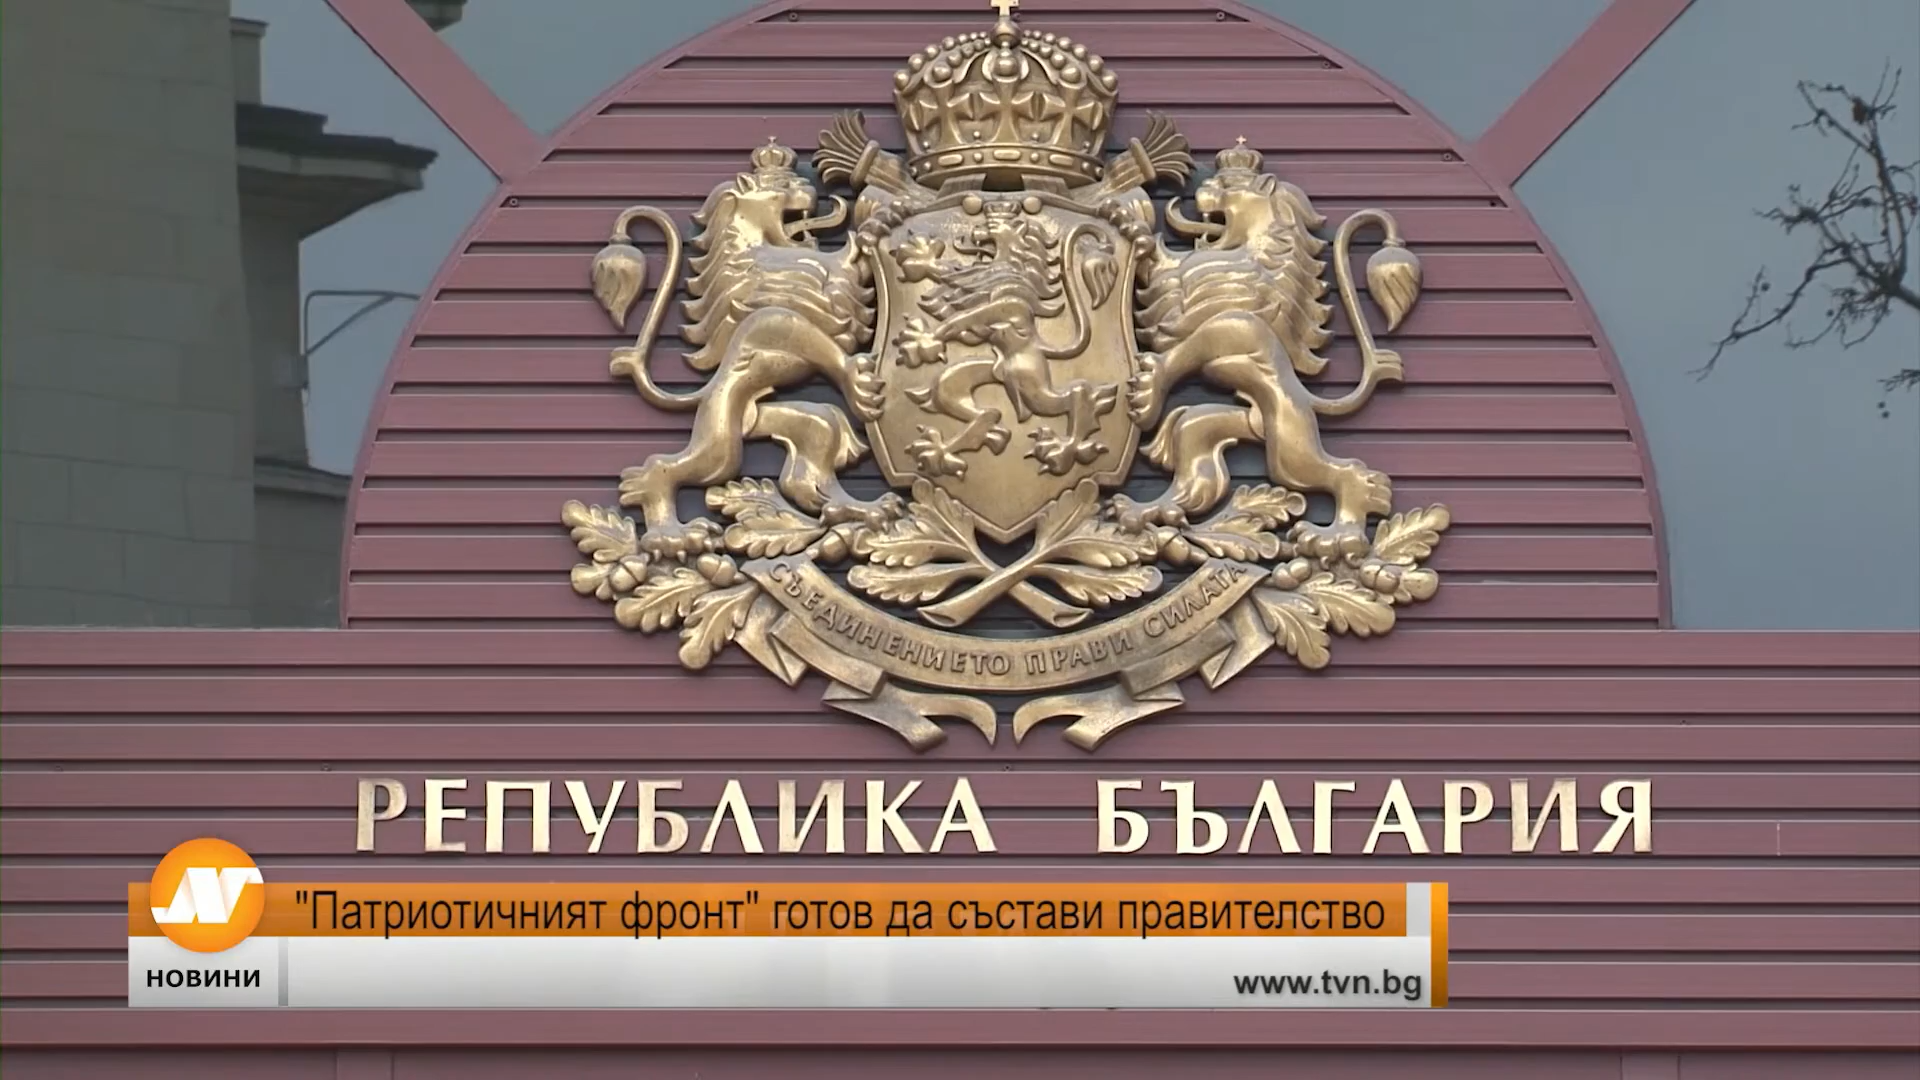 СЪЕДИНЕНИЕТО ПРАВИ СИЛАТА
РЕПУБЛИКА БЪЛГАРИЯ
"Патриотичният фронт" готов да състави правителство
НОВИНИ
www.tvn.bg